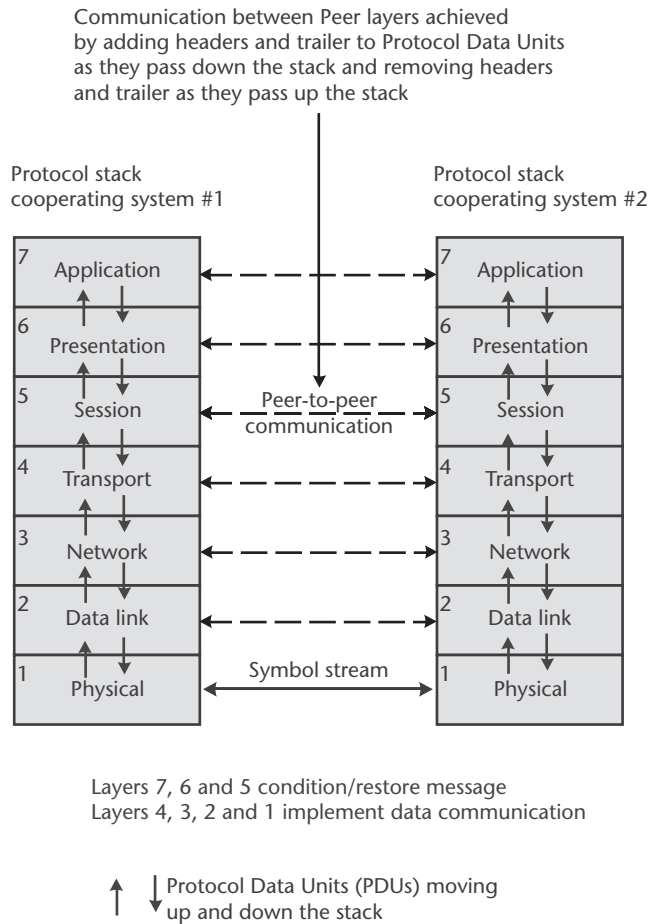 Communication between Peer layers achieved
by adding headers and trailer to Protocol Data Units
as they pass down the stack and removing headers
and trailer as they pass up the stack
Protocol stack
cooperating system #1
Protocol stack
cooperating system #2
7
Application
7
Application
6
Presentation
6
Presentation
5
Session
Peer-to-peer
communication
5
Session
4
Transport
4
Transport
3
Network
3
Network
2
Data link
2
Data link
1
Physical
Symbol stream
1
Physical
Layers 7, 6 and 5 condition/restore message
Layers 4, 3, 2 and 1 implement data communication
Protocol Data Units (PDUs) moving
up and down the stack